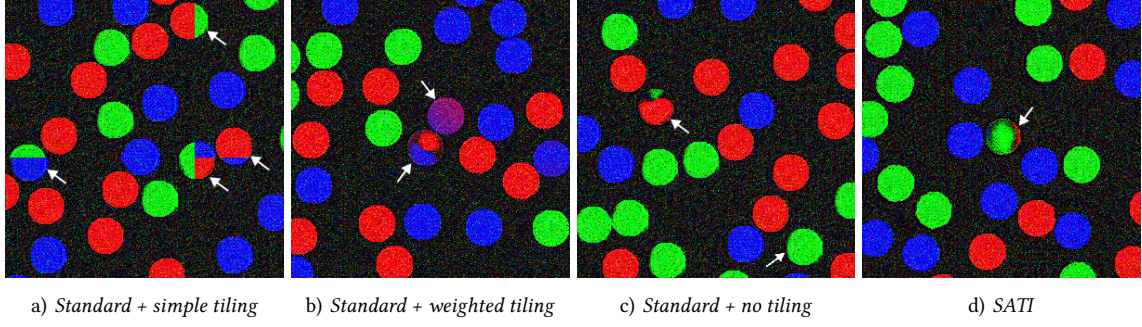 a) Standard + simple tiling
b) Standard + weighted tiling
c) Standard + no tiling
d) SATI